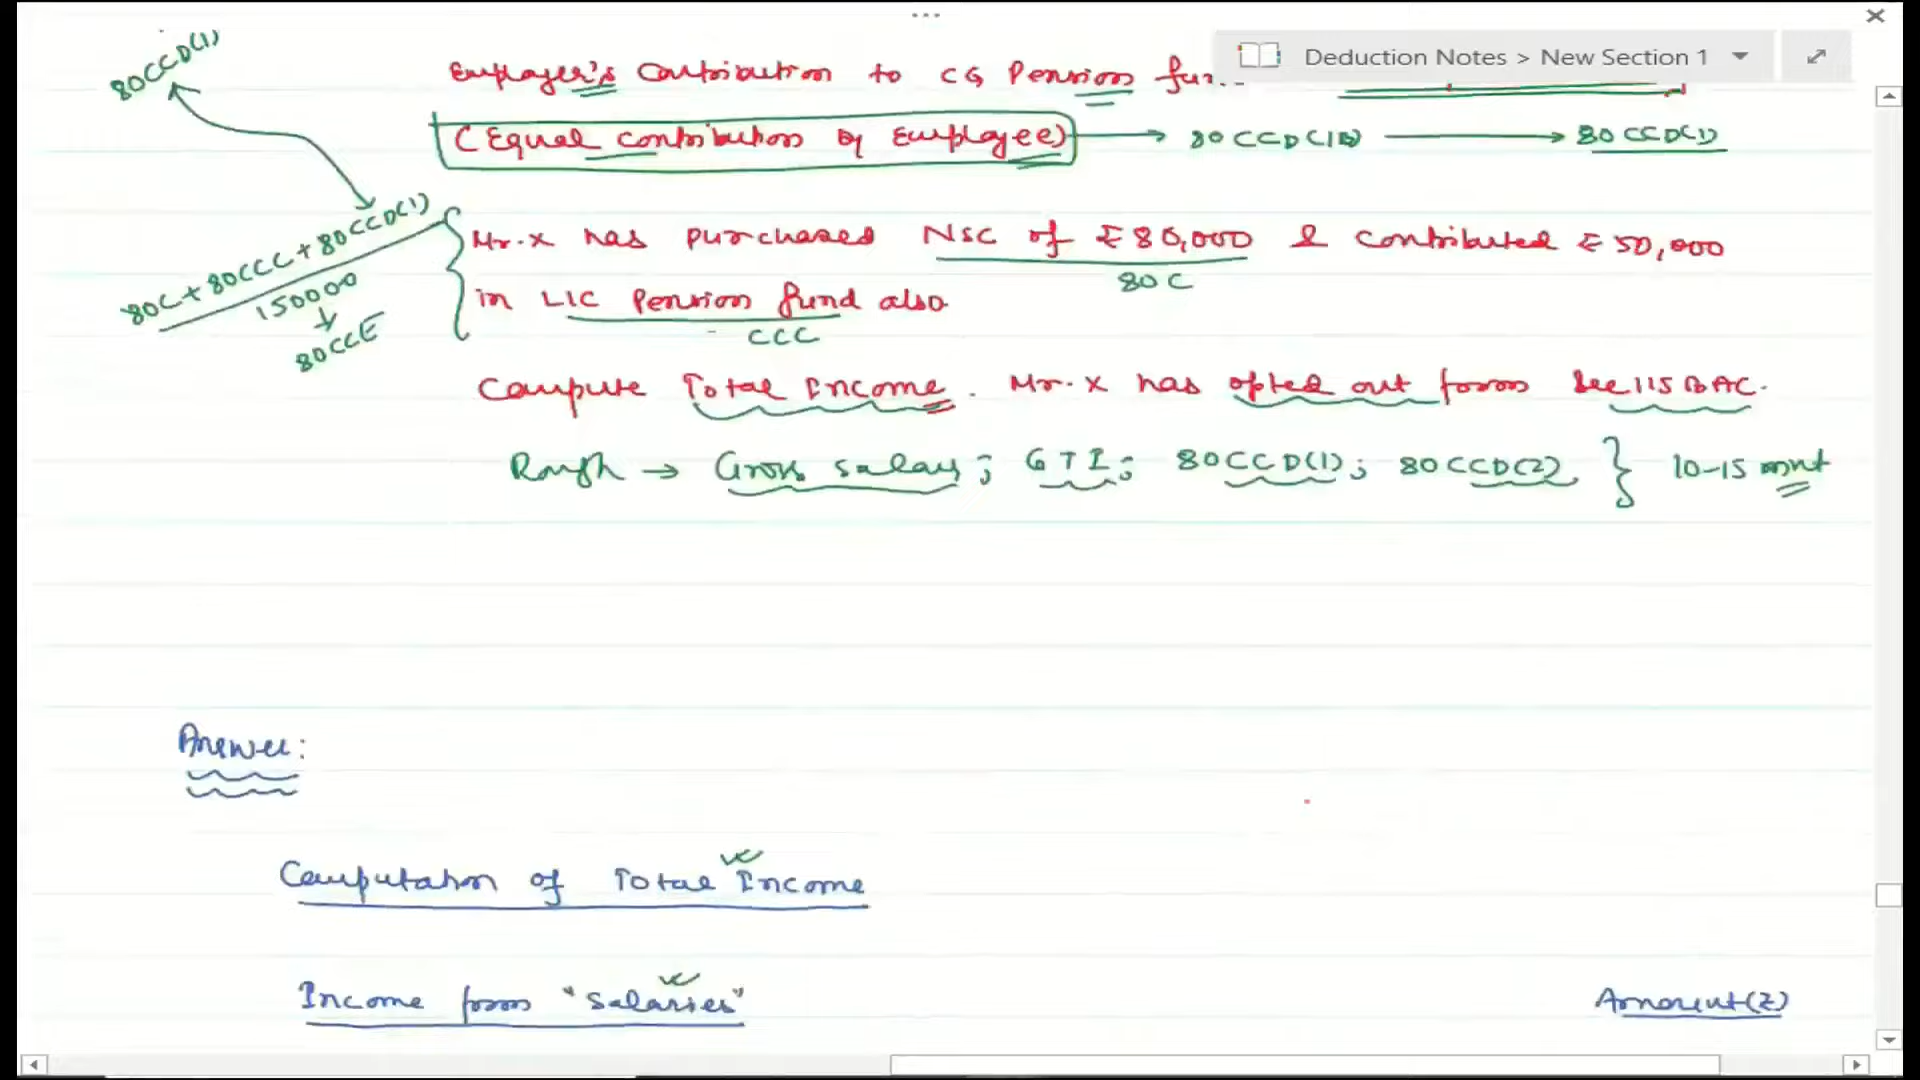 Deduction Notes > New Section 1
80CCD(1)
Employer's Contribution to CG Pension
(Equal contribution by Employee) → 80CCD(1B) → 80CCD(1)
80C + 80CCC + 80CCD(1)
150000
80CCE
Mr. X has purchased NSC of ₹80,000 & contributed ₹50,000
80C
in LIC Pension fund also
CCC
Compute Total Income. Mr. X has opted out from Sec 115BAC.
Rough → Gross Salary; GTI; 80CCD(1); 80CCD(2) } 10-15 mnt
Answer:
Computation of Total Income
Income from "Salaries"
Amount(₹)